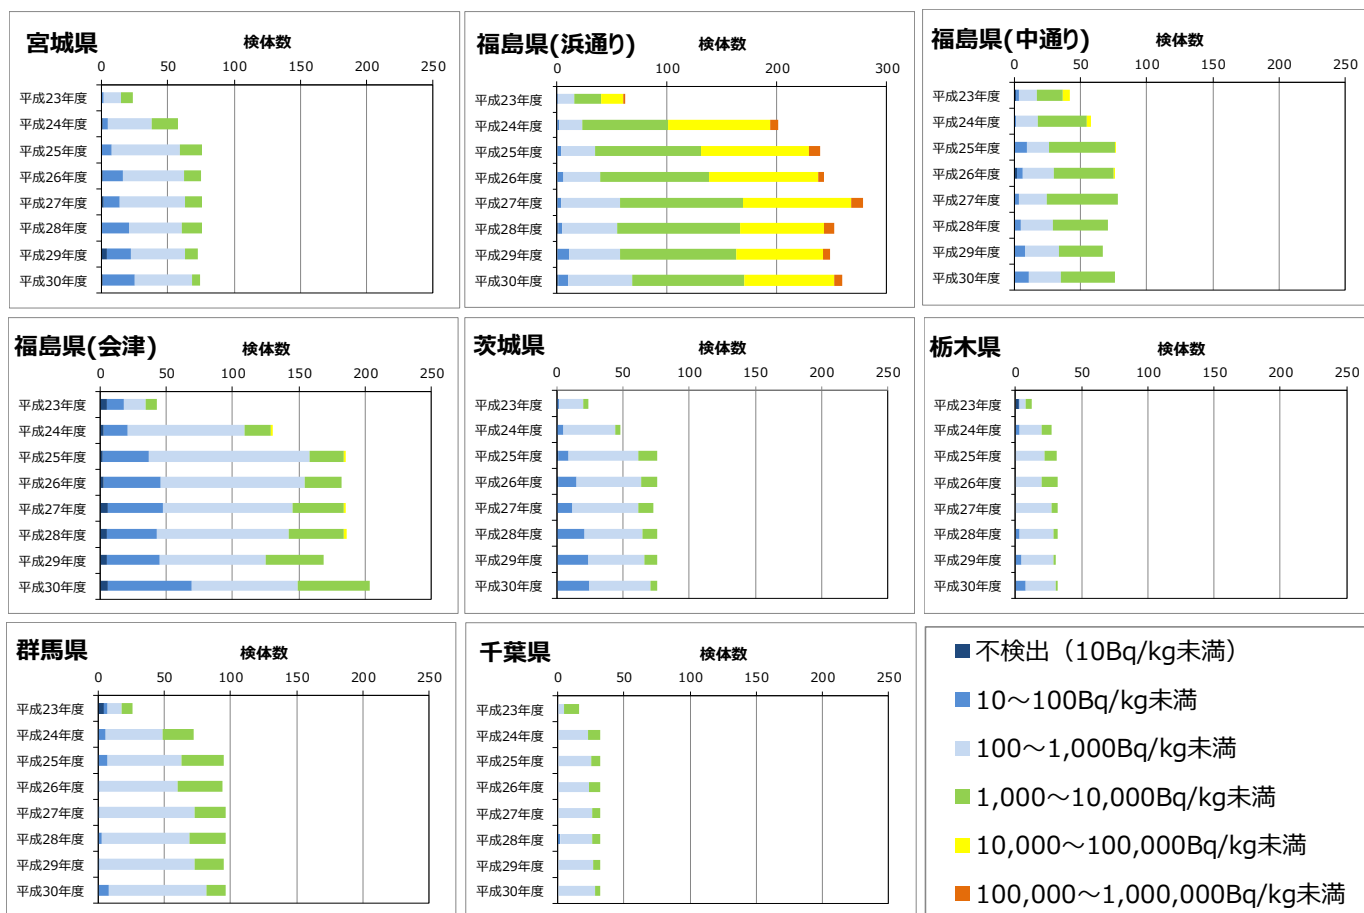 宮城県
検体数
0 50 100 150 200 250
平成23年度
平成24年度
平成25年度
平成26年度
平成27年度
平成28年度
平成29年度
平成30年度
福島県(浜通り)
検体数
0 100 200 300
平成23年度
平成24年度
平成25年度
平成26年度
平成27年度
平成28年度
平成29年度
平成30年度
福島県(中通り)
検体数
0 50 100 150 200 250
平成23年度
平成24年度
平成25年度
平成26年度
平成27年度
平成28年度
平成29年度
平成30年度
福島県(会津)
検体数
0 50 100 150 200 250
平成23年度
平成24年度
平成25年度
平成26年度
平成27年度
平成28年度
平成29年度
平成30年度
茨城県
検体数
0 50 100 150 200 250
平成23年度
平成24年度
平成25年度
平成26年度
平成27年度
平成28年度
平成29年度
平成30年度
栃木県
検体数
0 50 100 150 200 250
平成23年度
平成24年度
平成25年度
平成26年度
平成27年度
平成28年度
平成29年度
平成30年度
群馬県
検体数
0 50 100 150 200 250
平成23年度
平成24年度
平成25年度
平成26年度
平成27年度
平成28年度
平成29年度
平成30年度
千葉県
検体数
0 50 100 150 200 250
平成23年度
平成24年度
平成25年度
平成26年度
平成27年度
平成28年度
平成29年度
平成30年度
不検出（10Bq/kg未満）
10～100Bq/kg未満
100～1,000Bq/kg未満
1,000～10,000Bq/kg未満
10,000～100,000Bq/kg未満
100,000～1,000,000Bq/kg未満